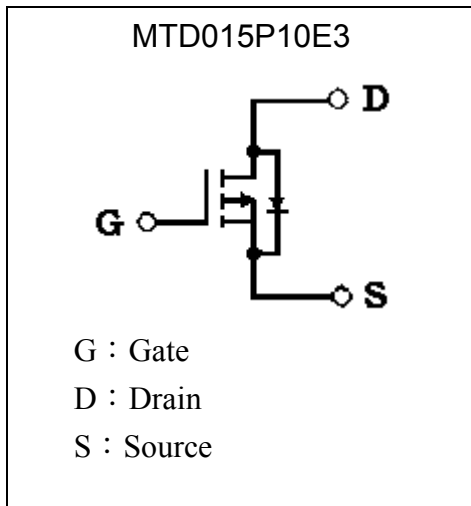 MTD015P10E3
D
G
S
G：Gate
D：Drain
S：Source